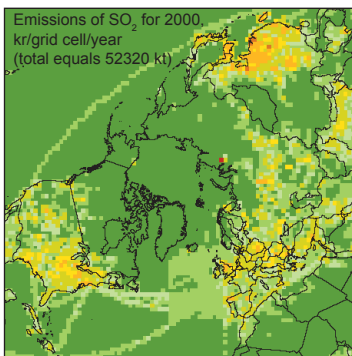 Emissions of SO₂ for 2000,
kr/grid cell/year
(total equals 52320 kt)